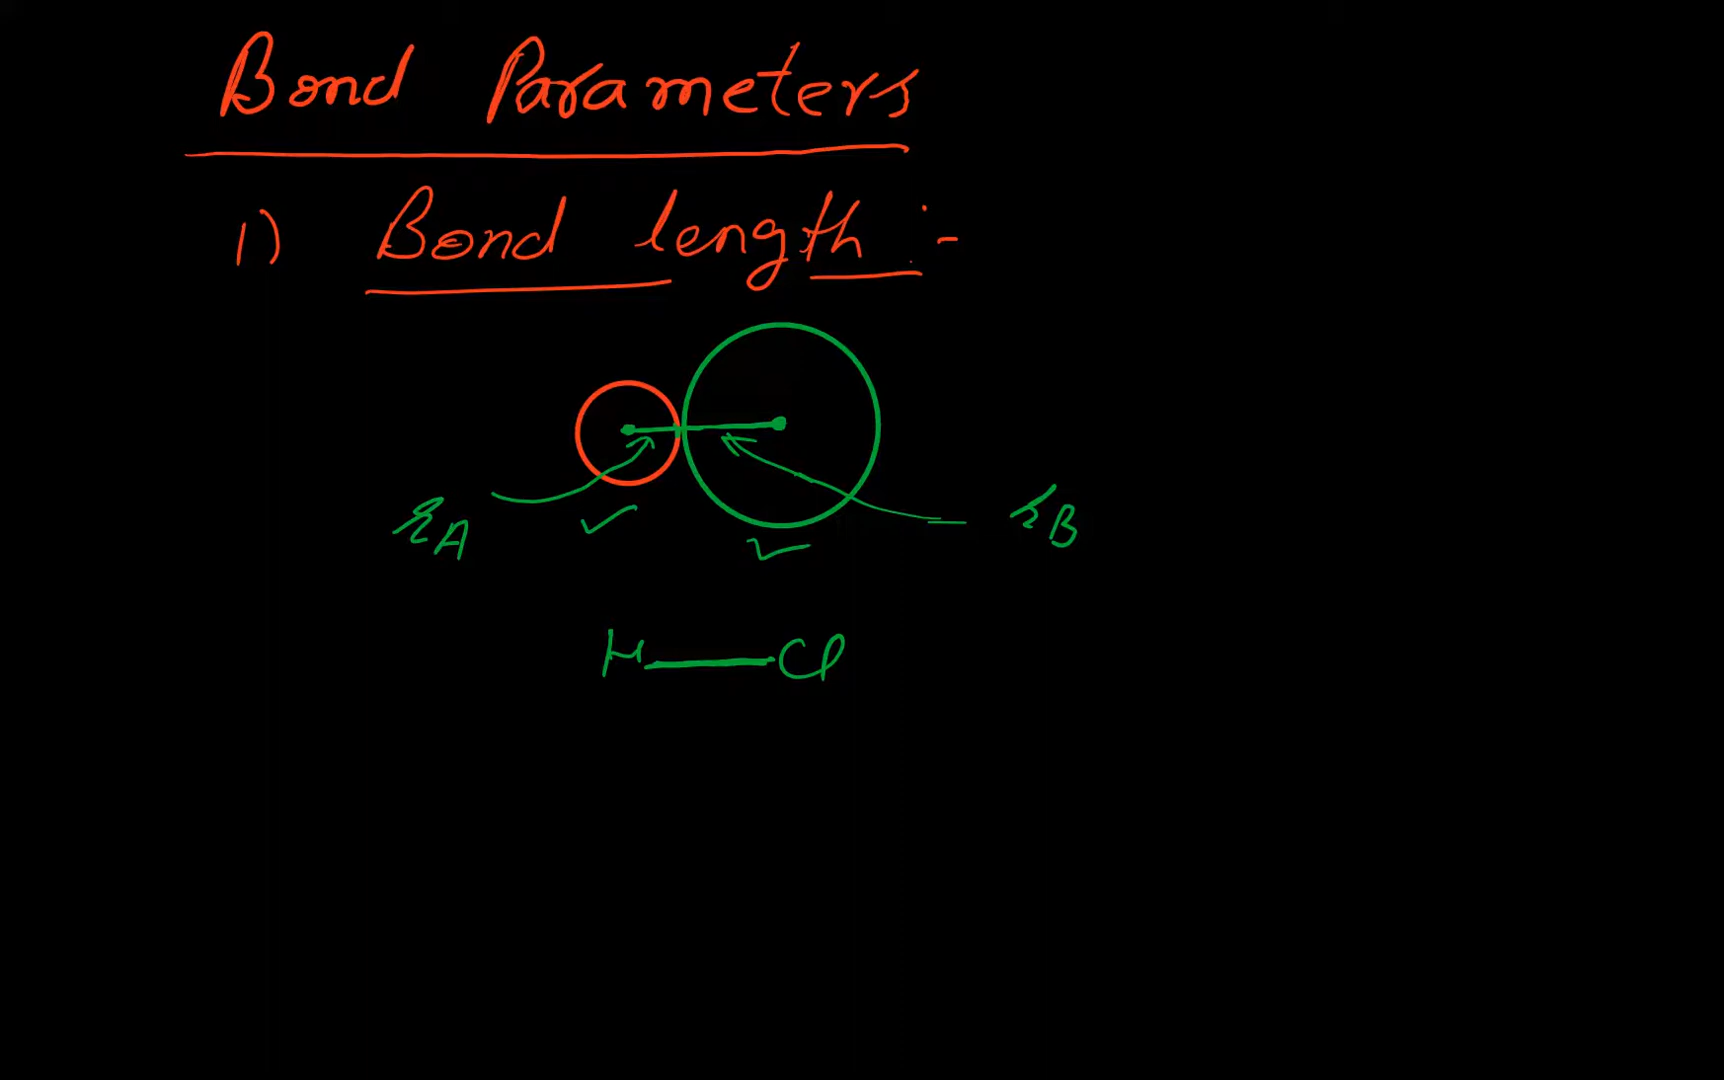 Bond Parameters
1) Bond length :-
rA rB
H—Cl